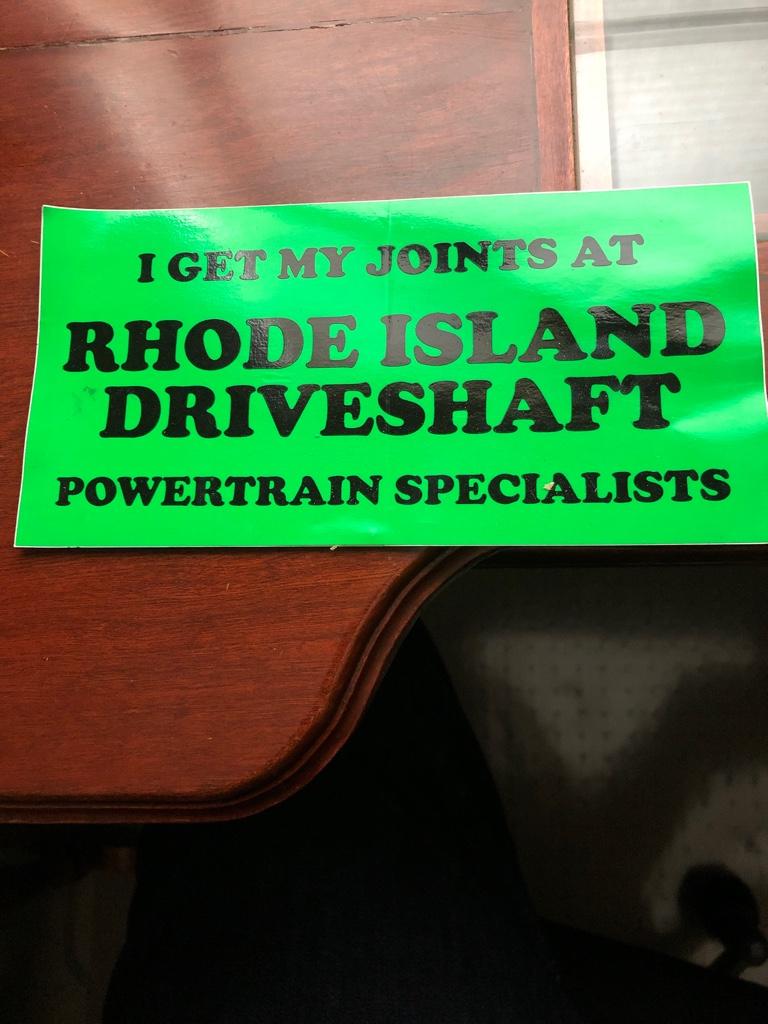 I GET MY JOINTS AT
RHODE ISLAND
DRIVESHAFT
POWERTRAIN SPECIALISTS